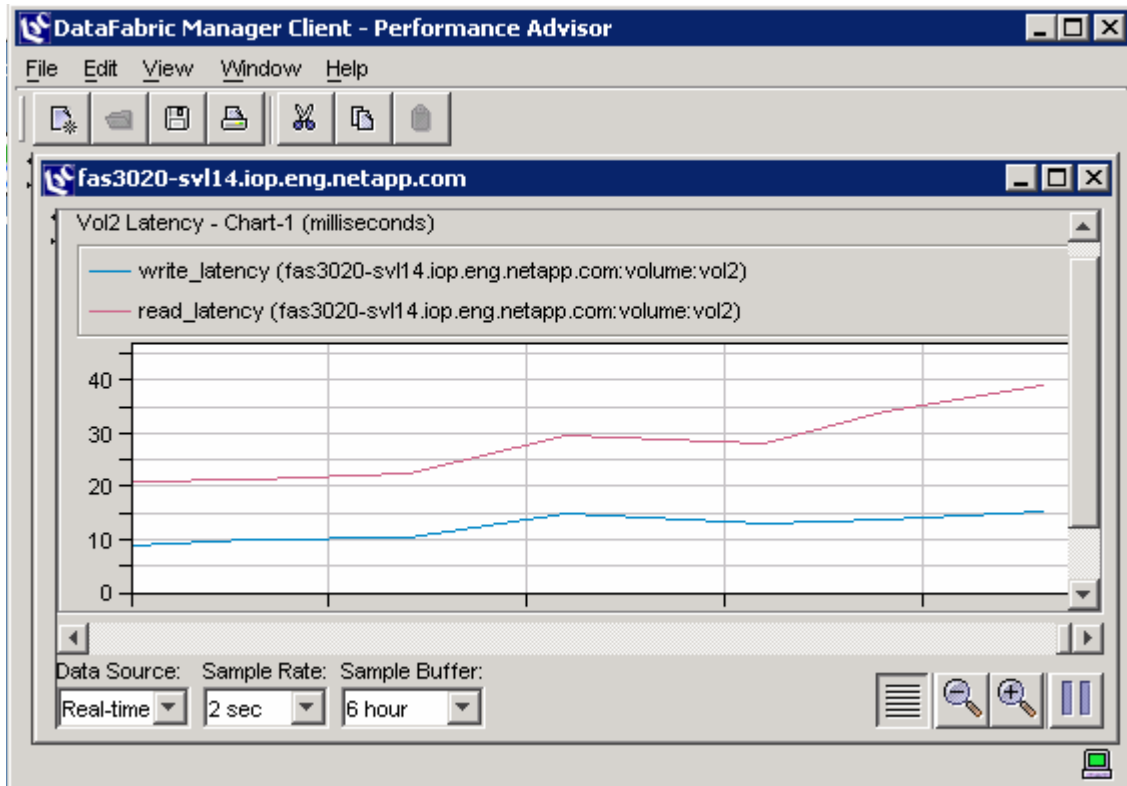 DataFabric Manager Client - Performance Advisor
File Edit View Window Help
fas3020-svl14.iop.eng.netapp.com
Vol2 Latency - Chart-1 (milliseconds)
write_latency (fas3020-svl14.iop.eng.netapp.com:volume:vol2)
read_latency (fas3020-svl14.iop.eng.netapp.com:volume:vol2)
40
30
20
10
0
Data Source: Sample Rate: Sample Buffer:
Real-time 2 sec 6 hour